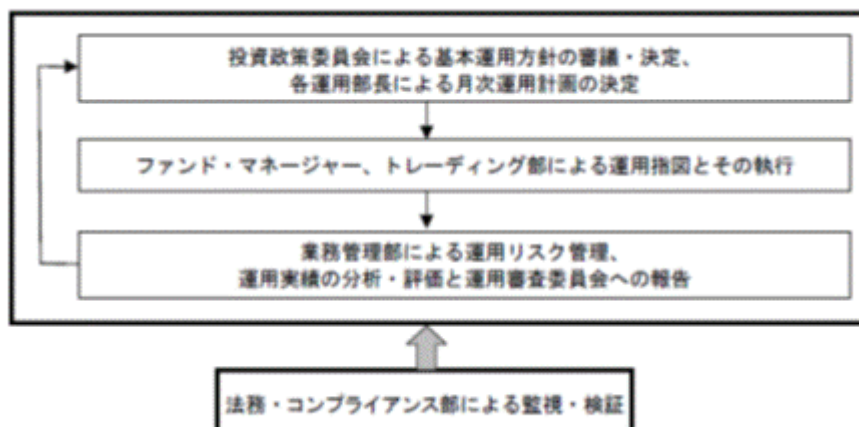 投資政策委員会による基本運用方針の審議・決定、
各運用部長による月次運用計画の決定
ファンド・マネージャー、トレーディング部による運用指図とその執行
業務管理部による運用リスク管理、
運用実績の分析・評価と運用審査委員会への報告
法務・コンプライアンス部による監視・検証